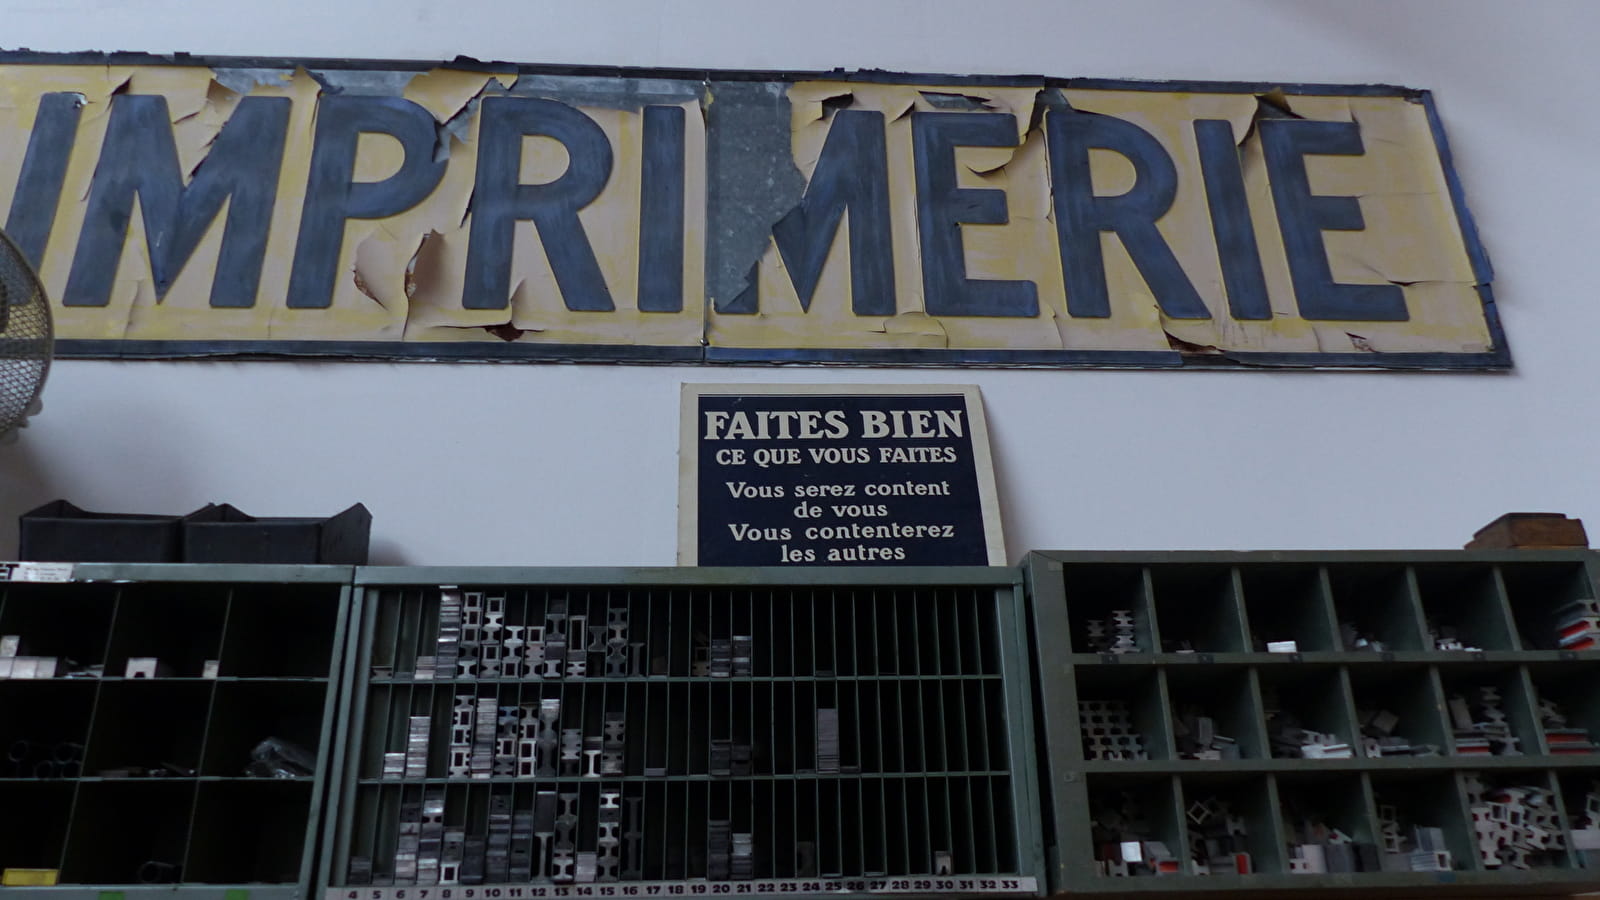 IMPRIMERIE
FAITES BIEN
CE QUE VOUS FAITES
Vous serez content
de vous
Vous contenterez
les autres
4 5 6 7 8 9 10 11 12 13 14 15 16 17 18 19 20 21 22 23 24 25 26 27 28 29 30 31 32 33